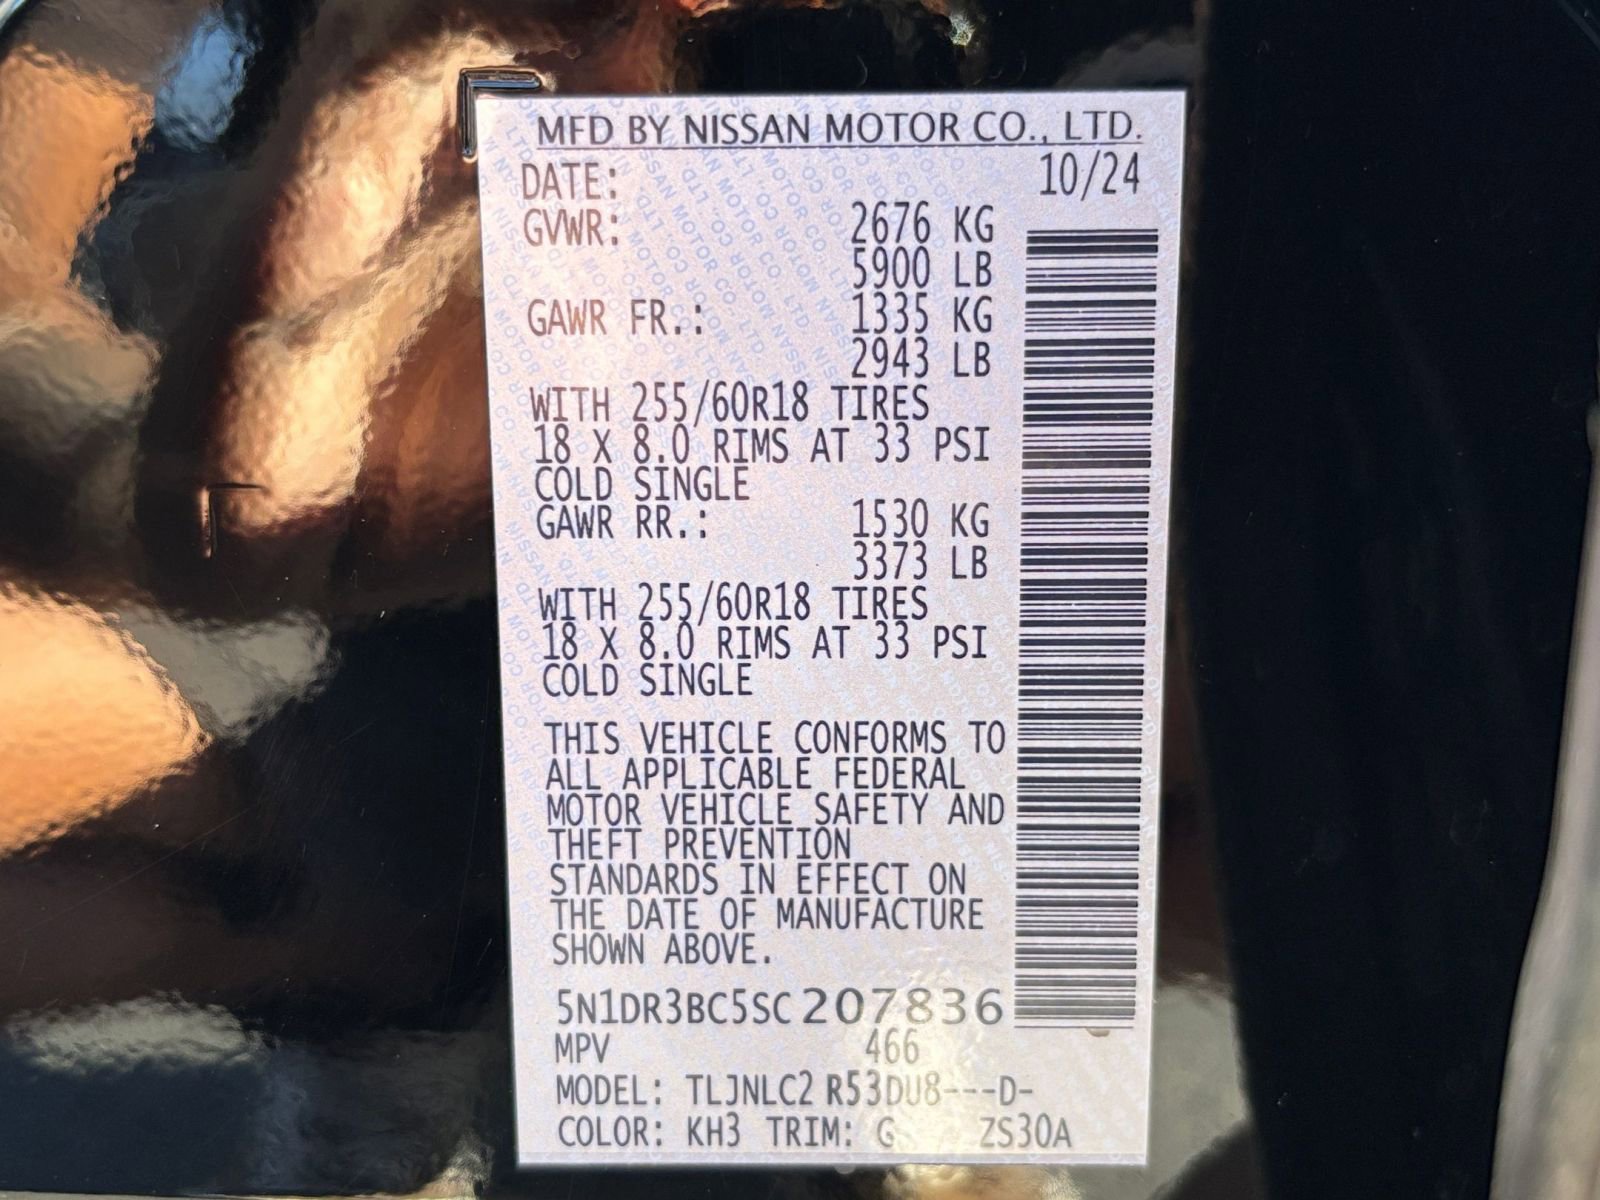 MFD BY NISSAN MOTOR CO., LTD.
DATE: 10/24
GVWR: 2676 KG
5900 LB
GAWR FR.: 1335 KG
2943 LB
WITH 255/60R18 TIRES
18 X 8.0 RIMS AT 33 PSI
COLD SINGLE
GAWR RR.: 1530 KG
3373 LB
WITH 255/60R18 TIRES
18 X 8.0 RIMS AT 33 PSI
COLD SINGLE
THIS VEHICLE CONFORMS TO
ALL APPLICABLE FEDERAL
MOTOR VEHICLE SAFETY AND
THEFT PREVENTION
STANDARDS IN EFFECT ON
THE DATE OF MANUFACTURE
SHOWN ABOVE.
5N1DR3BC5SC207836
MPV 466
MODEL: TLJNLC2 R53DU8---D-
COLOR: KH3 TRIM: G ZS30A